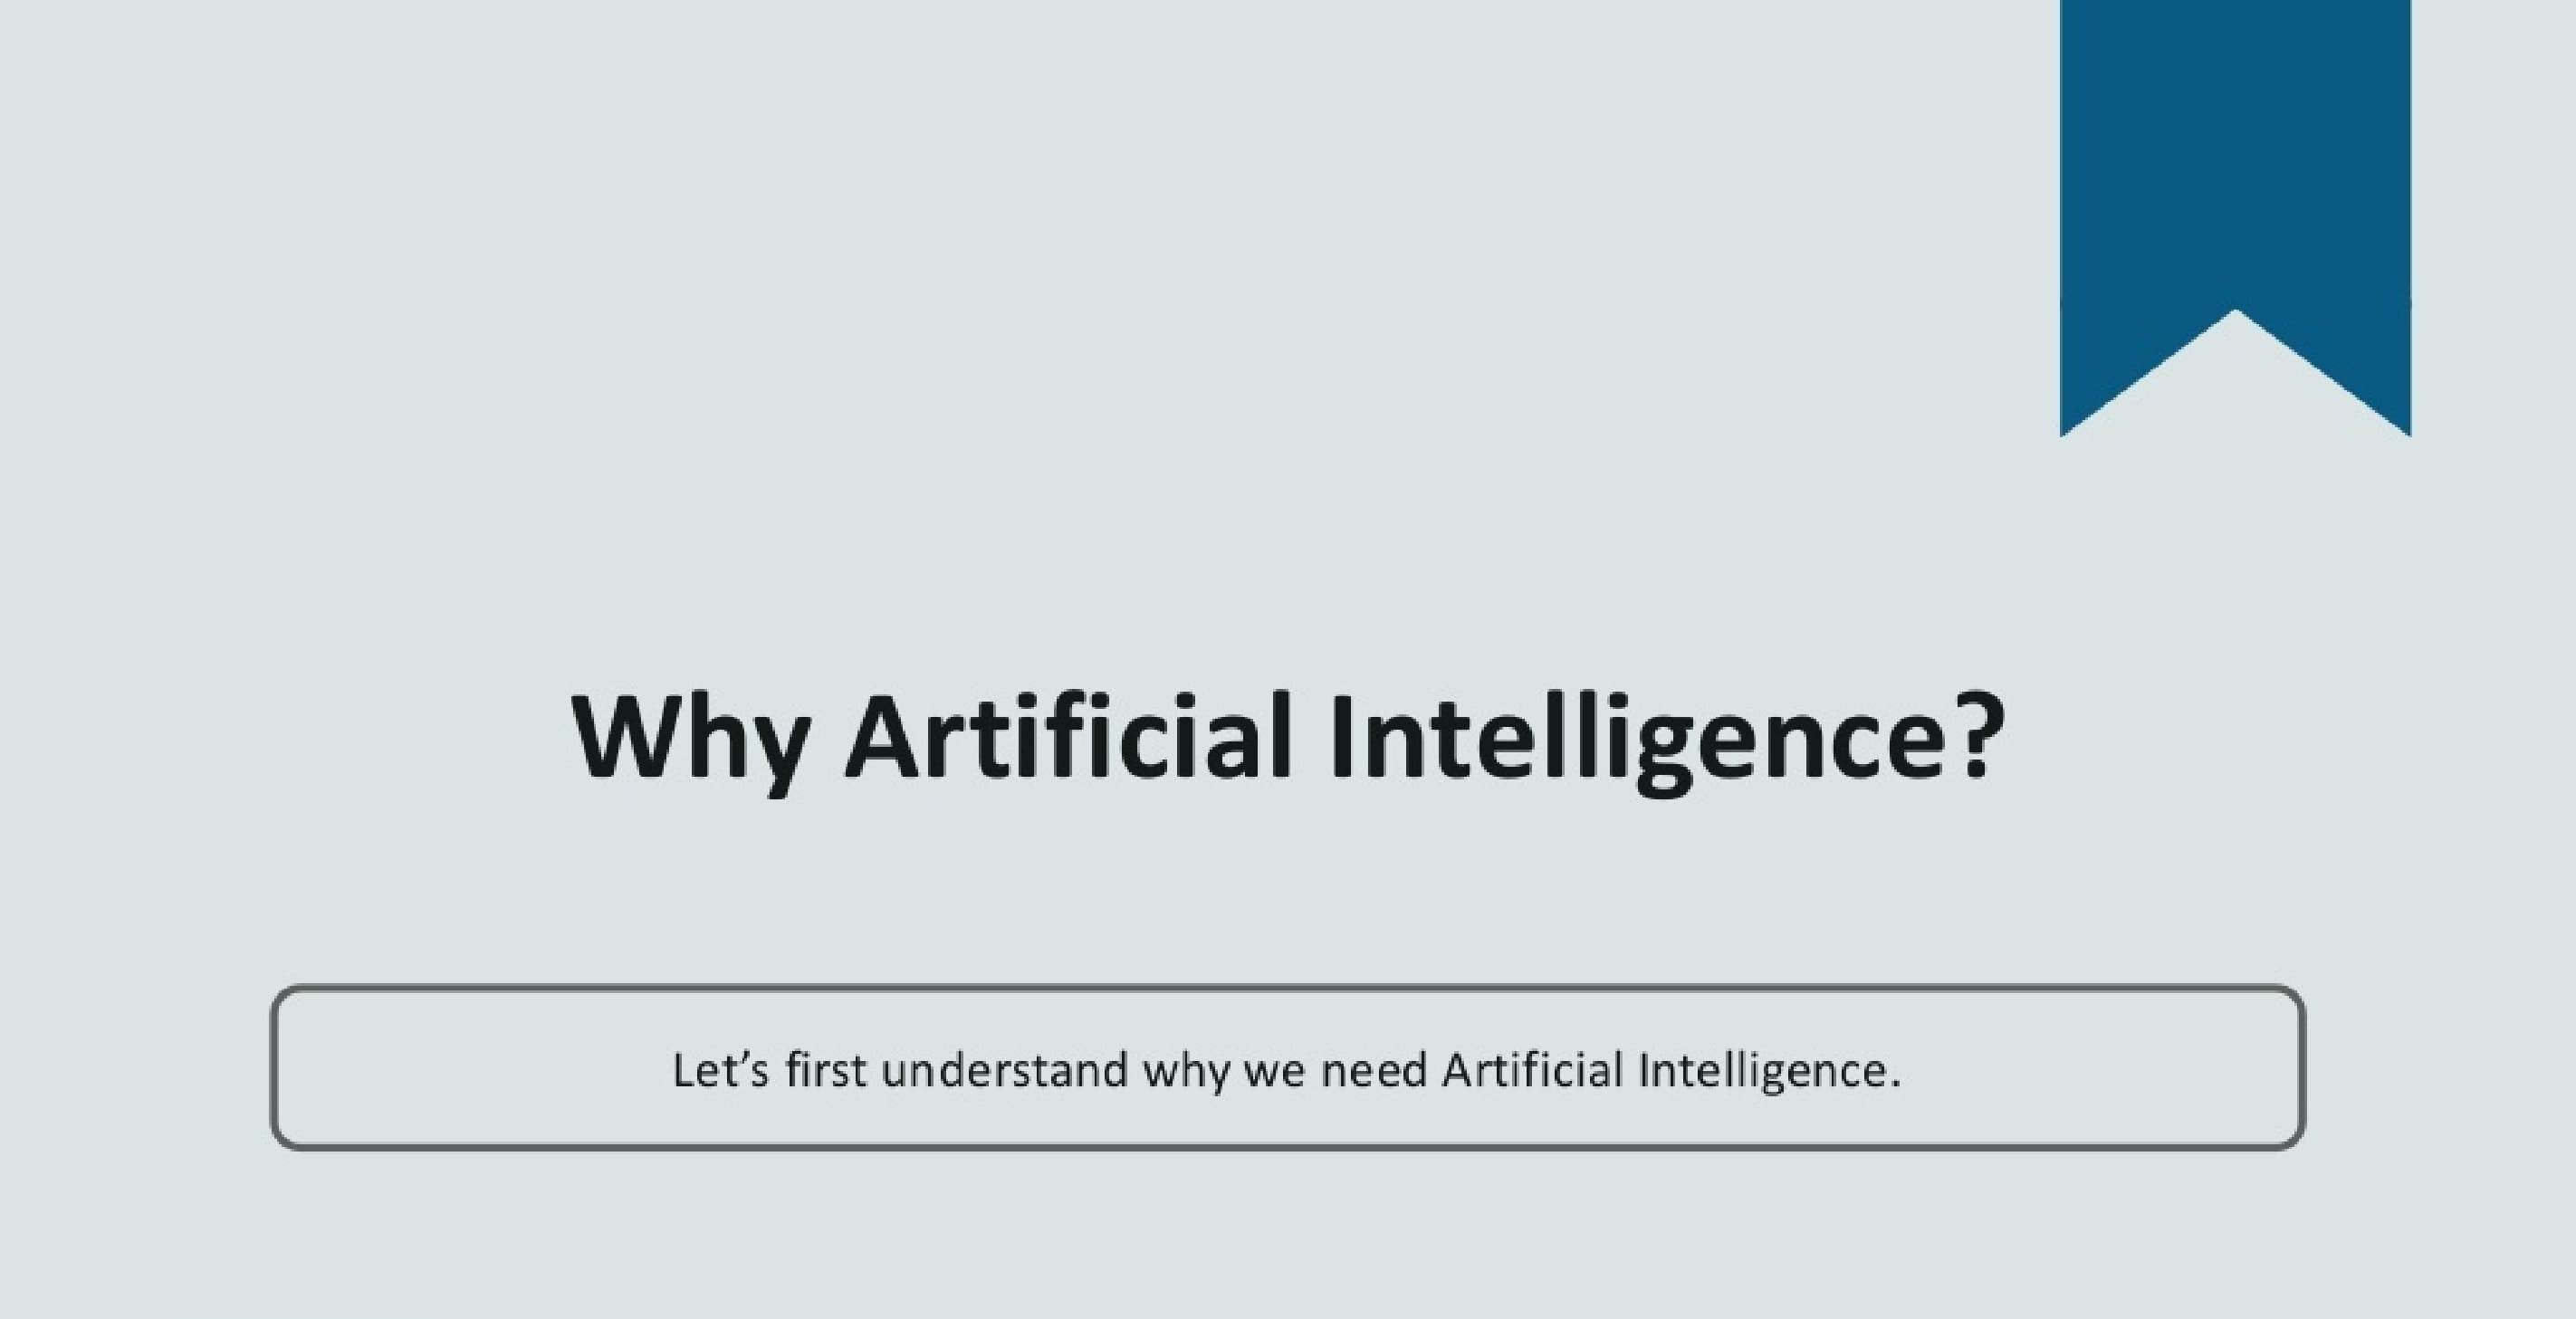 Why Artificial Intelligence?
Let’s first understand why we need Artificial Intelligence.